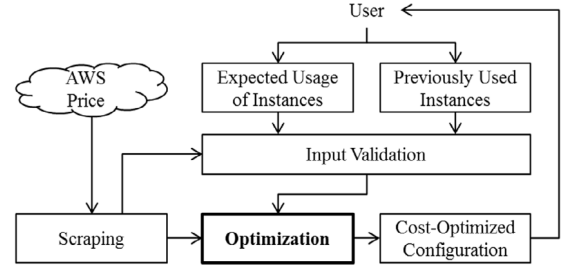 User
AWS
Price
Expected Usage
of Instances
Previously Used
Instances
Input Validation
Scraping
Optimization
Cost-Optimized
Configuration